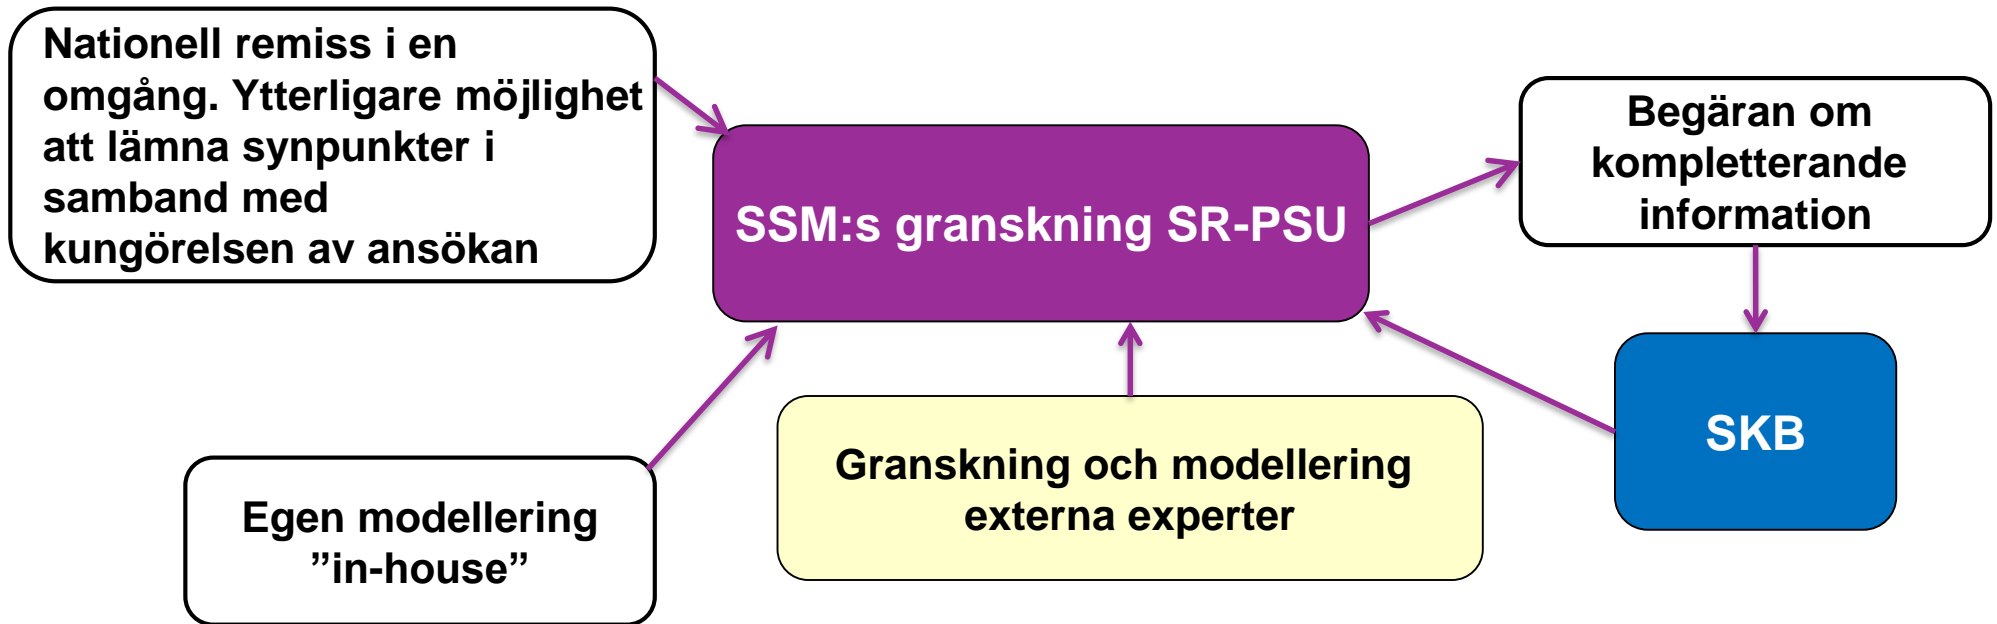 Nationell remiss i en
omgång. Ytterligare möjlighet
att lämna synpunkter i
samband med
kungörelsen av ansökan
SSM:s granskning SR-PSU
Begäran om
kompletterande
information
SKB
Granskning och modellering
externa experter
Egen modellering
”in-house”